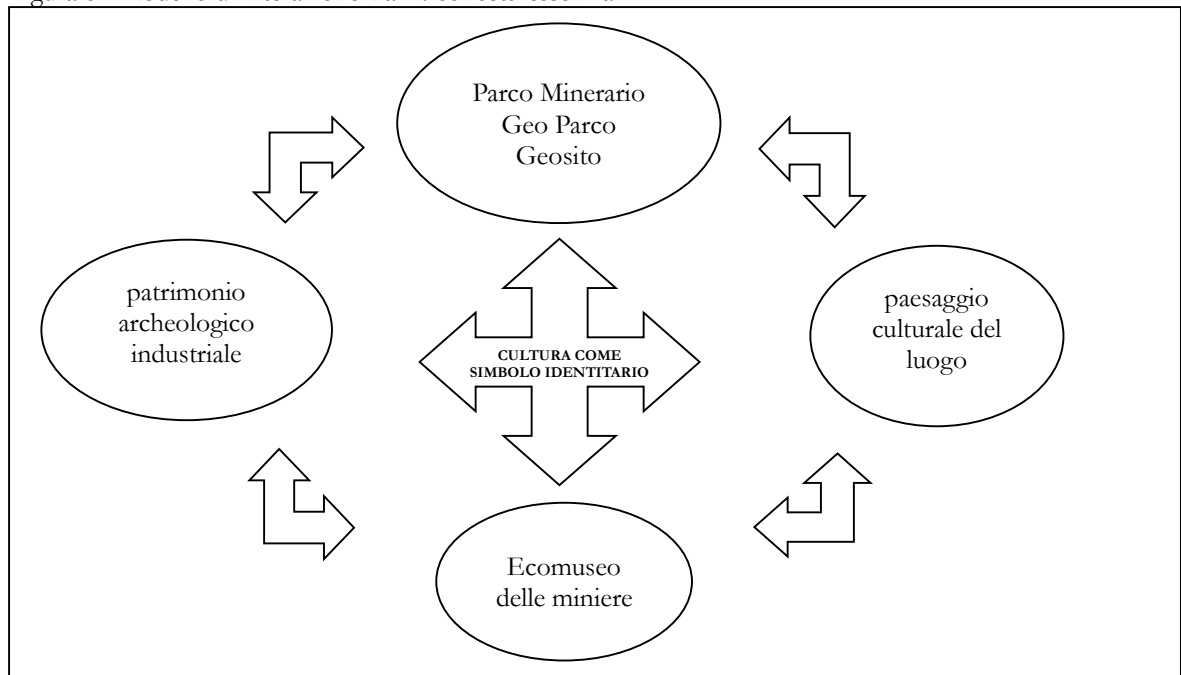 Parco Minerario
Geo Parco
Geosito
patrimonio
archeologico
industriale
paesaggio
culturale del
luogo
CULTURA COME
SIMBOLO IDENTITARIO
Ecomuseo
delle miniere